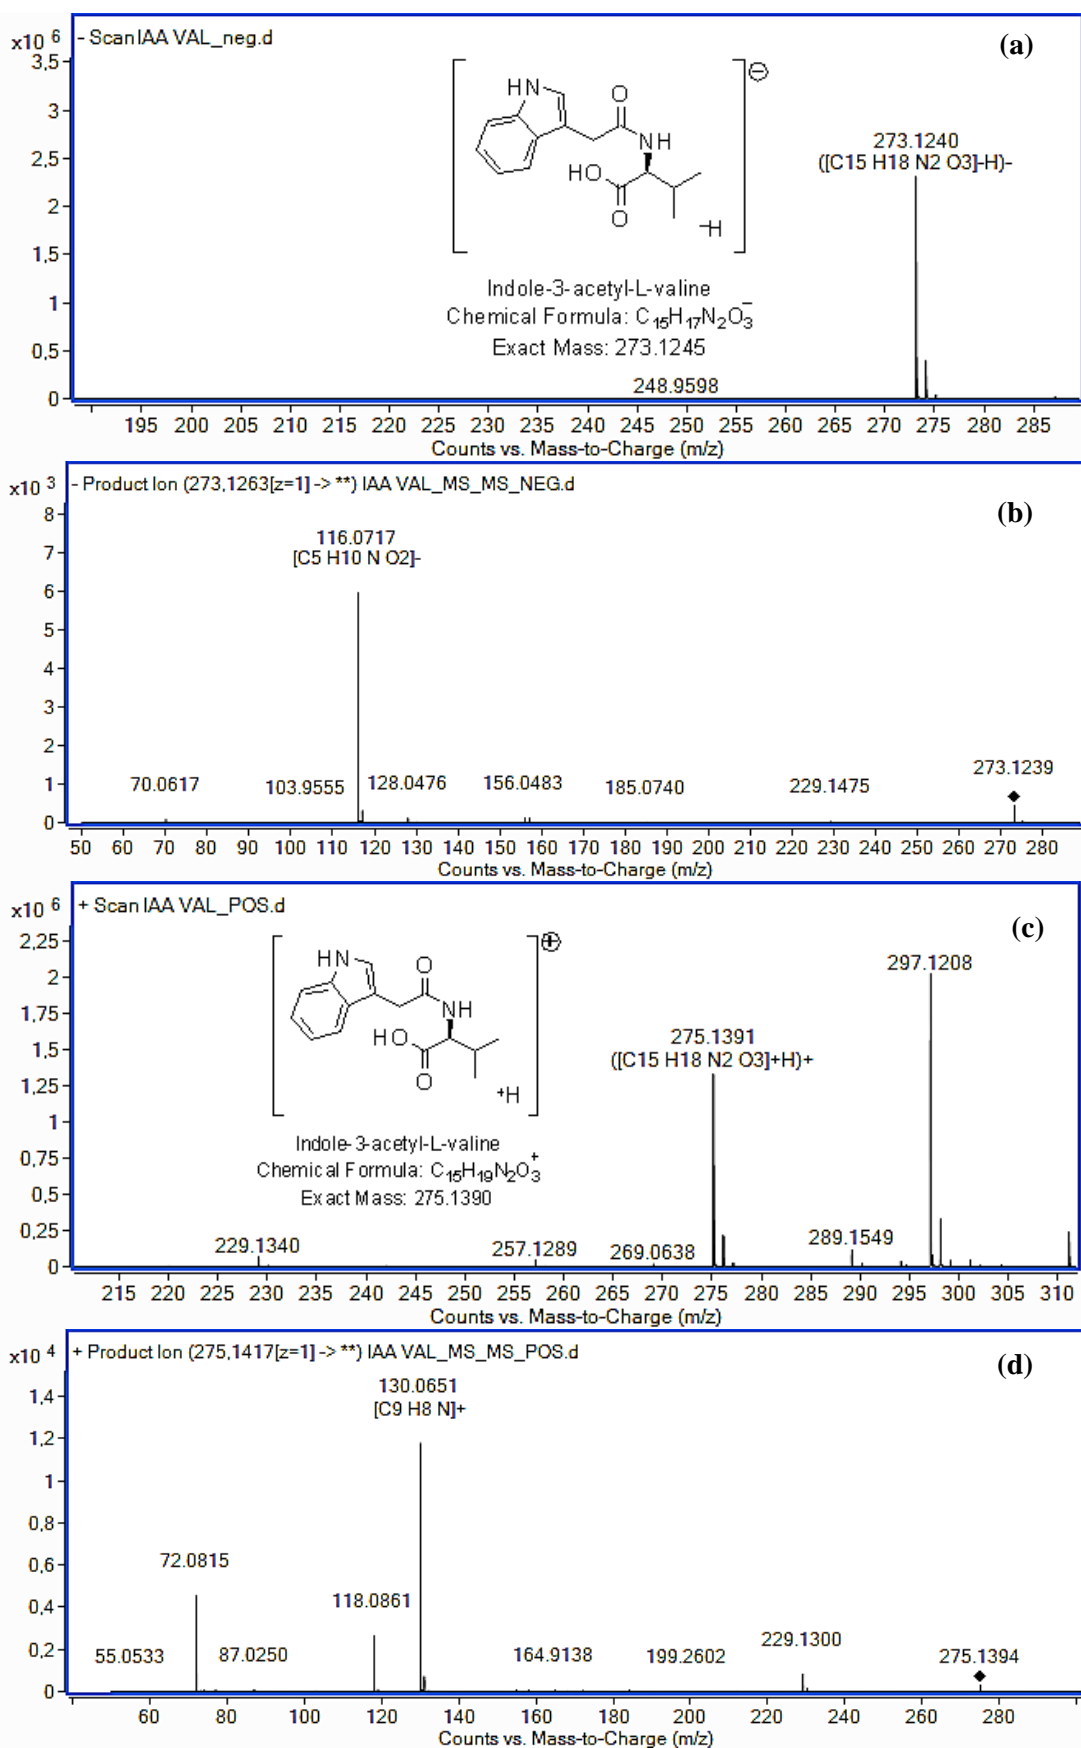 x10 6
- Scan IAA VAL_neg.d
(a)
3,5
3
2,5
2
1,5
1
0,5
0
HN
O
NH
HO
O
-H
⊖
273.1240
([C15 H18 N2 O3]-H)-
Indole-3-acetyl-L-valine
Chemical Formula: C15H17N2O3−
Exact Mass: 273.1245
248.9598
195 200 205 210 215 220 225 230 235 240 245 250 255 260 265 270 275 280 285
Counts vs. Mass-to-Charge (m/z)
x10 3
- Product Ion (273,1263[z=1] -> **) IAA VAL_MS_MS_NEG.d
(b)
8
7
6
5
4
3
2
1
0
116.0717
[C5 H10 N O2]-
70.0617 103.9555 128.0476 156.0483 185.0740 229.1475 273.1239
50 60 70 80 90 100 110 120 130 140 150 160 170 180 190 200 210 220 230 240 250 260 270 280
Counts vs. Mass-to-Charge (m/z)
x10 6
+ Scan IAA VAL_POS.d
(c)
2,25
2
1,75
1,5
1,25
1
0,75
0,5
0,25
0
HN
O
NH
HO
O
+H
⊕
297.1208
275.1391
([C15 H18 N2 O3]+H)+
Indole-3-acetyl-L-valine
Chemical Formula: C15H19N2O3+
Exact Mass: 275.1390
229.1340 257.1289 269.0638 289.1549
215 220 225 230 235 240 245 250 255 260 265 270 275 280 285 290 295 300 305 310
Counts vs. Mass-to-Charge (m/z)
x10 4
+ Product Ion (275,1417[z=1] -> **) IAA VAL_MS_MS_POS.d
(d)
1,4
1,2
1
0,8
0,6
0,4
0,2
0
130.0651
[C9 H8 N]+
72.0815
118.0861
55.0533 87.0250 164.9138 199.2602 229.1300 275.1394
60 80 100 120 140 160 180 200 220 240 260 280
Counts vs. Mass-to-Charge (m/z)